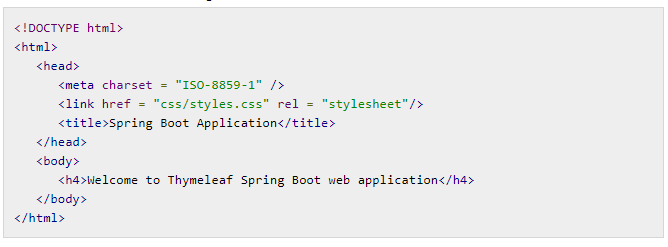 <!DOCTYPE html>
<html>
   <head>
      <meta charset = "ISO-8859-1" />
      <link href = "css/styles.css" rel = "stylesheet"/>
      <title>Spring Boot Application</title>
   </head>
   <body>
      <h4>Welcome to Thymeleaf Spring Boot web application</h4>
   </body>
</html>